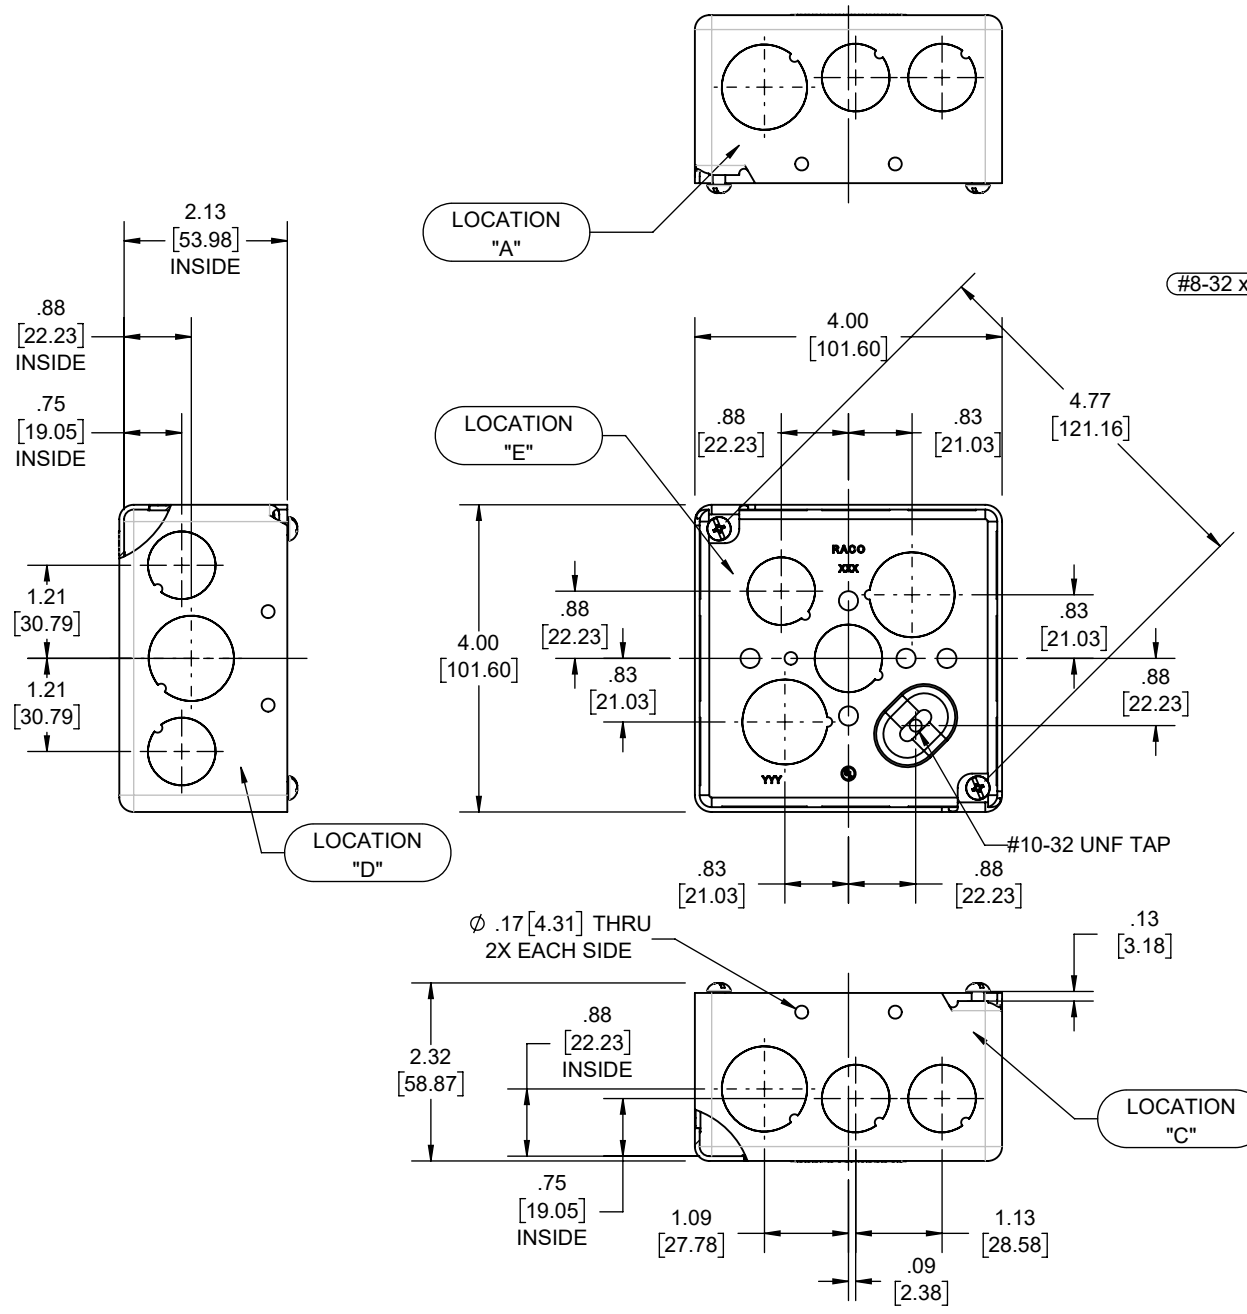 LOCATION
"A"
2.13
[53.98]
INSIDE
.88
[22.23]
INSIDE
.75
[19.05]
INSIDE
#8-32 x
4.00
[101.60]
4.77
[121.16]
LOCATION
"E"
.88
[22.23]
.83
[21.03]
RACO
XXX
1.21
[30.79]
1.21
[30.79]
4.00
[101.60]
.88
[22.23]
.83
[21.03]
.83
[21.03]
.88
[22.23]
YYY
LOCATION
"D"
#10-32 UNF TAP
.83
[21.03]
.88
[22.23]
Ø .17[4.31] THRU
2X EACH SIDE
.13
[3.18]
2.32
[58.87]
.88
[22.23]
INSIDE
LOCATION
"C"
.75
[19.05]
INSIDE
1.09
[27.78]
1.13
[28.58]
.09
[2.38]